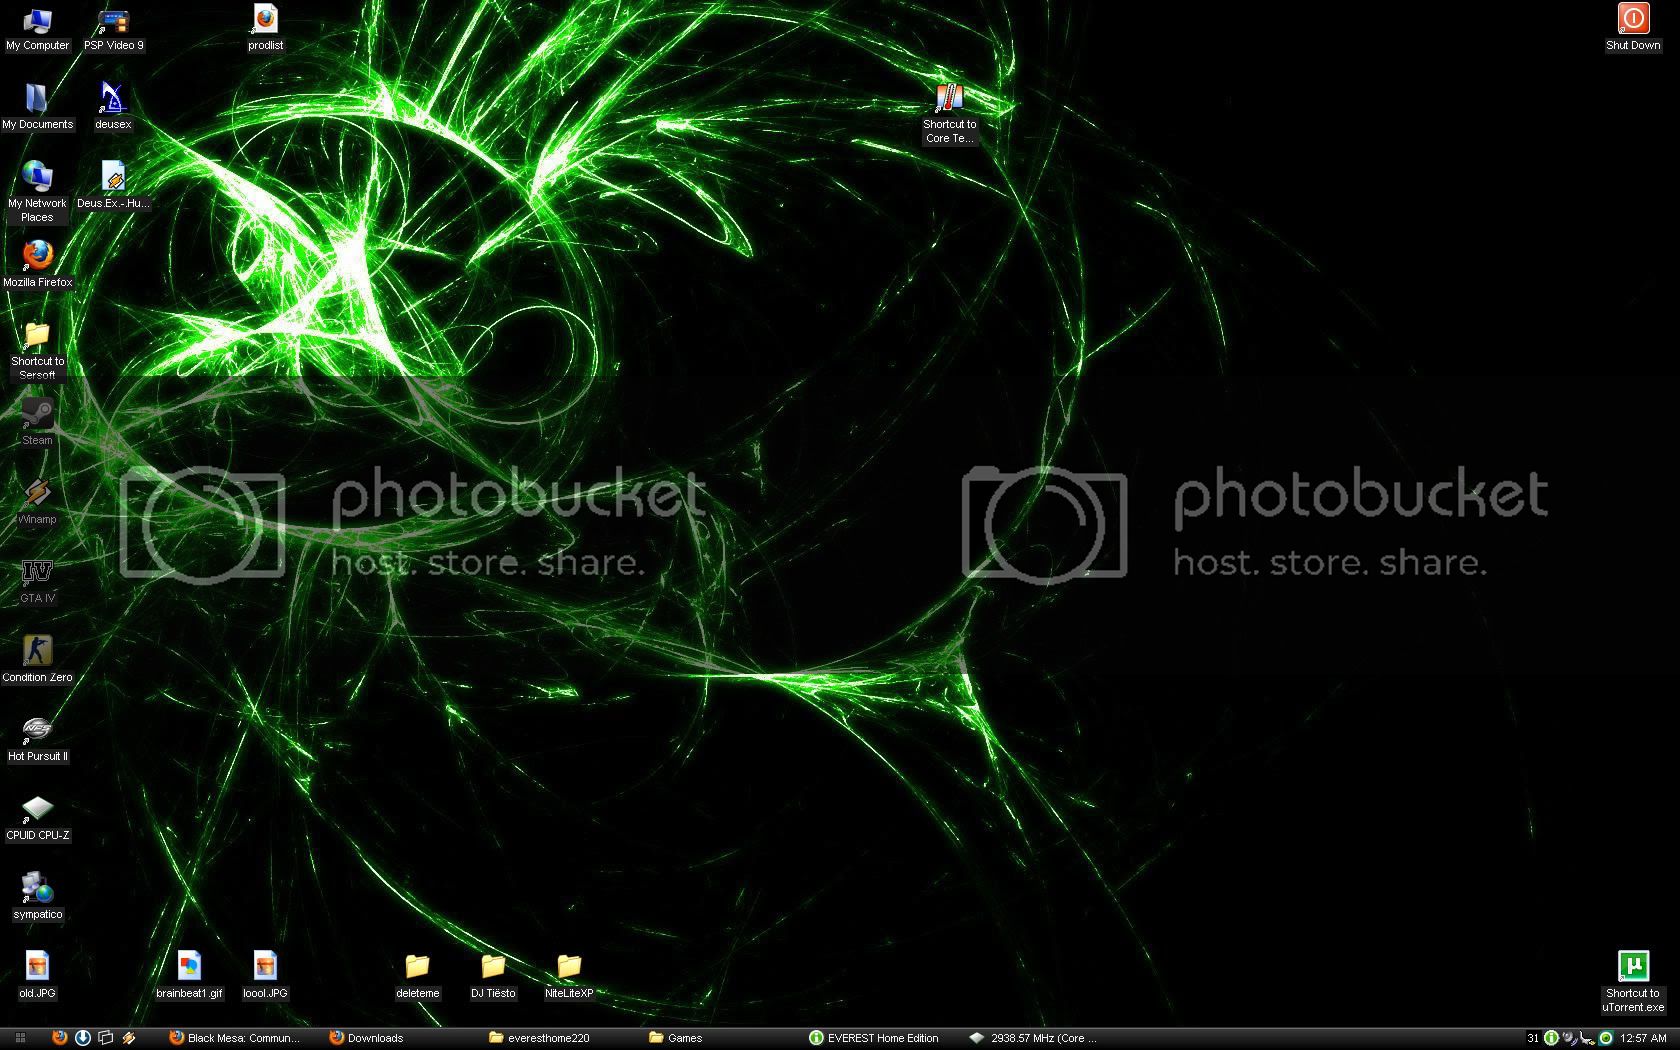 My Computer
PSP Video 9
prodlist
Shut Down
My Documents
deusex
Shortcut to
Core Te...
My Network
Places
Deus.Ex.-.Hu...
Mozilla Firefox
Shortcut to
Sersoft
Steam
Winamp
photobucket
host. store. share.
photobucket
host. store. share.
IV
GTA IV
Condition Zero
NFS
Hot Pursuit II
CPUID CPU-Z
sympatico
old.JPG
brainbeat1.gif
loool.JPG
deleteme
DJ Tiësto
NiteLiteXP
µ
Shortcut to
uTorrent.exe
Black Mesa: Commun...
Downloads
everesthome220
Games
EVEREST Home Edition
2938.57 MHz (Core ...
31
12:57 AM